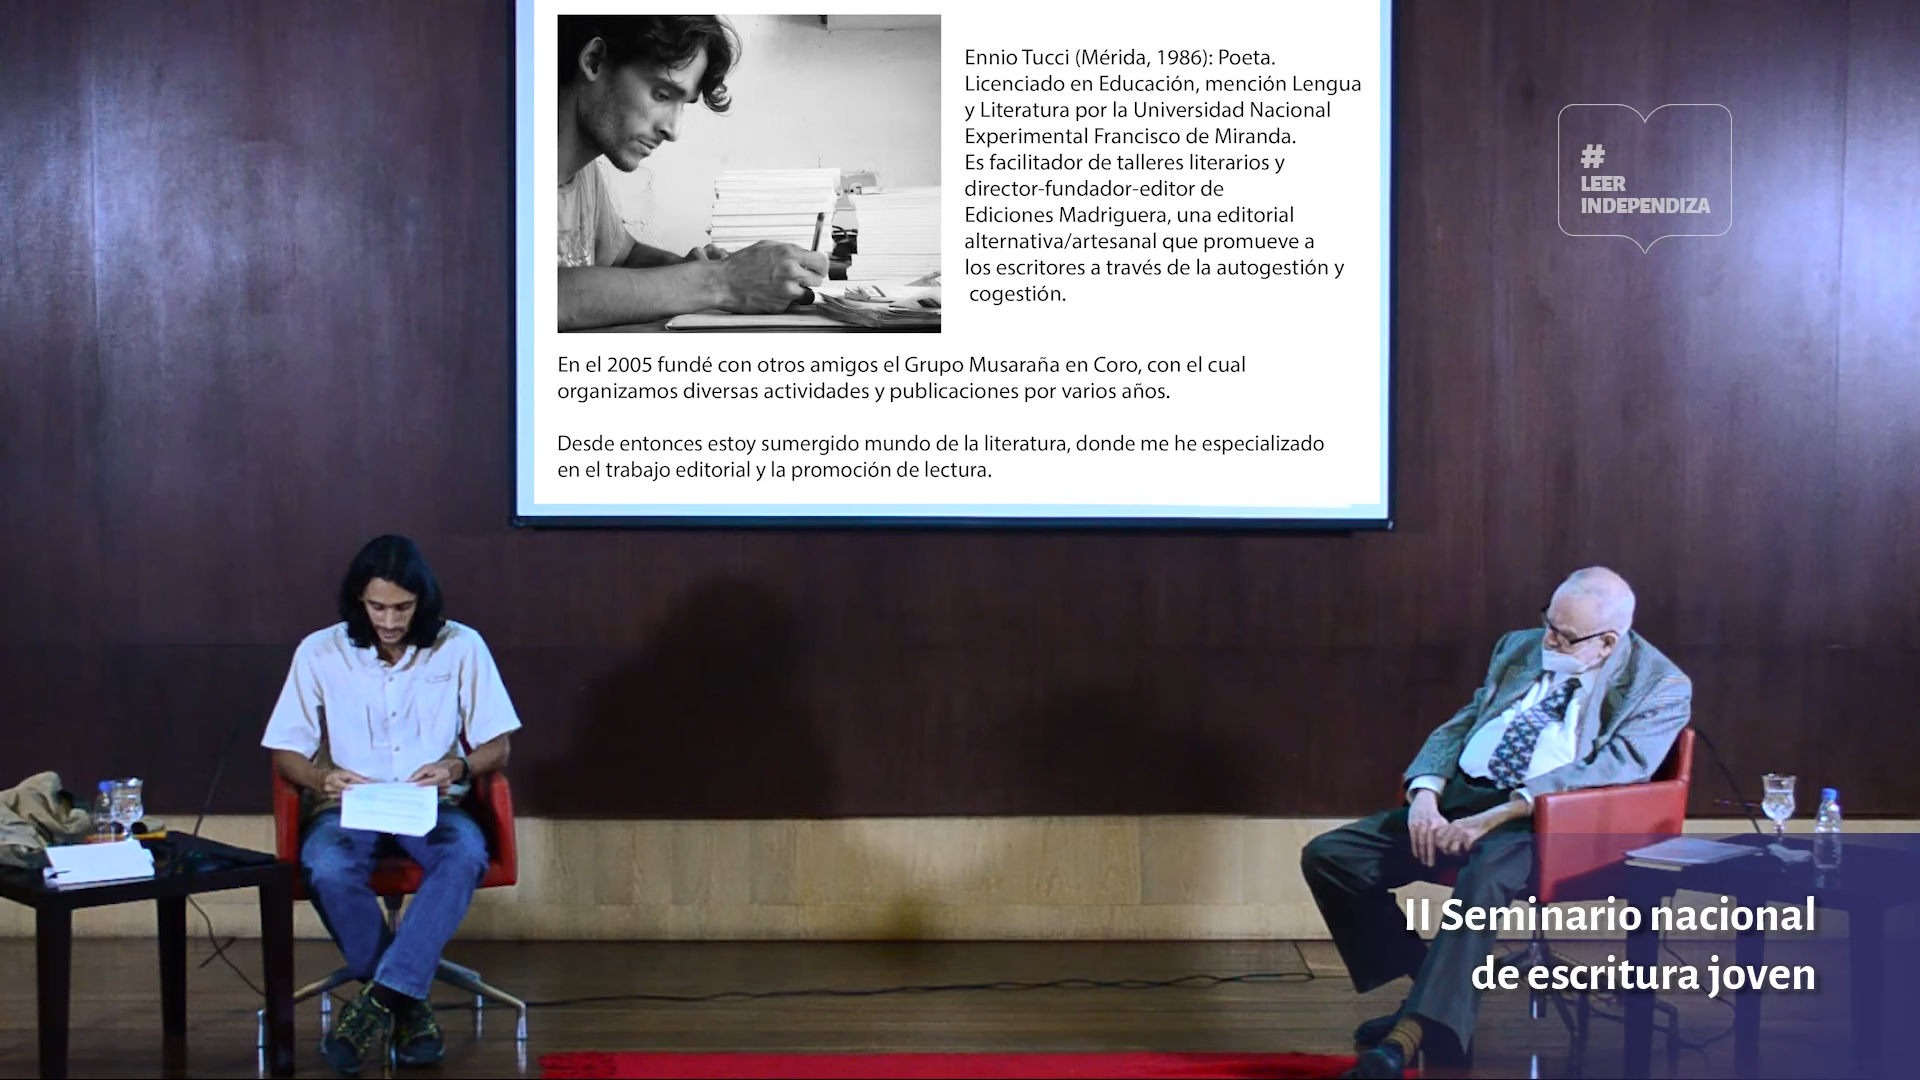 Ennio Tucci (Mérida, 1986): Poeta.
Licenciado en Educación, mención Lengua
y Literatura por la Universidad Nacional
Experimental Francisco de Miranda.
Es facilitador de talleres literarios y
director-fundador-editor de
Ediciones Madriguera, una editorial
alternativa/artesanal que promueve a
los escritores a través de la autogestión y
cogestión.
En el 2005 fundé con otros amigos el Grupo Musaraña en Coro, con el cual
organizamos diversas actividades y publicaciones por varios años.
Desde entonces estoy sumergido mundo de la literatura, donde me he especializado
en el trabajo editorial y la promoción de lectura.
#
LEER
INDEPENDIZA
II Seminario nacional
de escritura joven